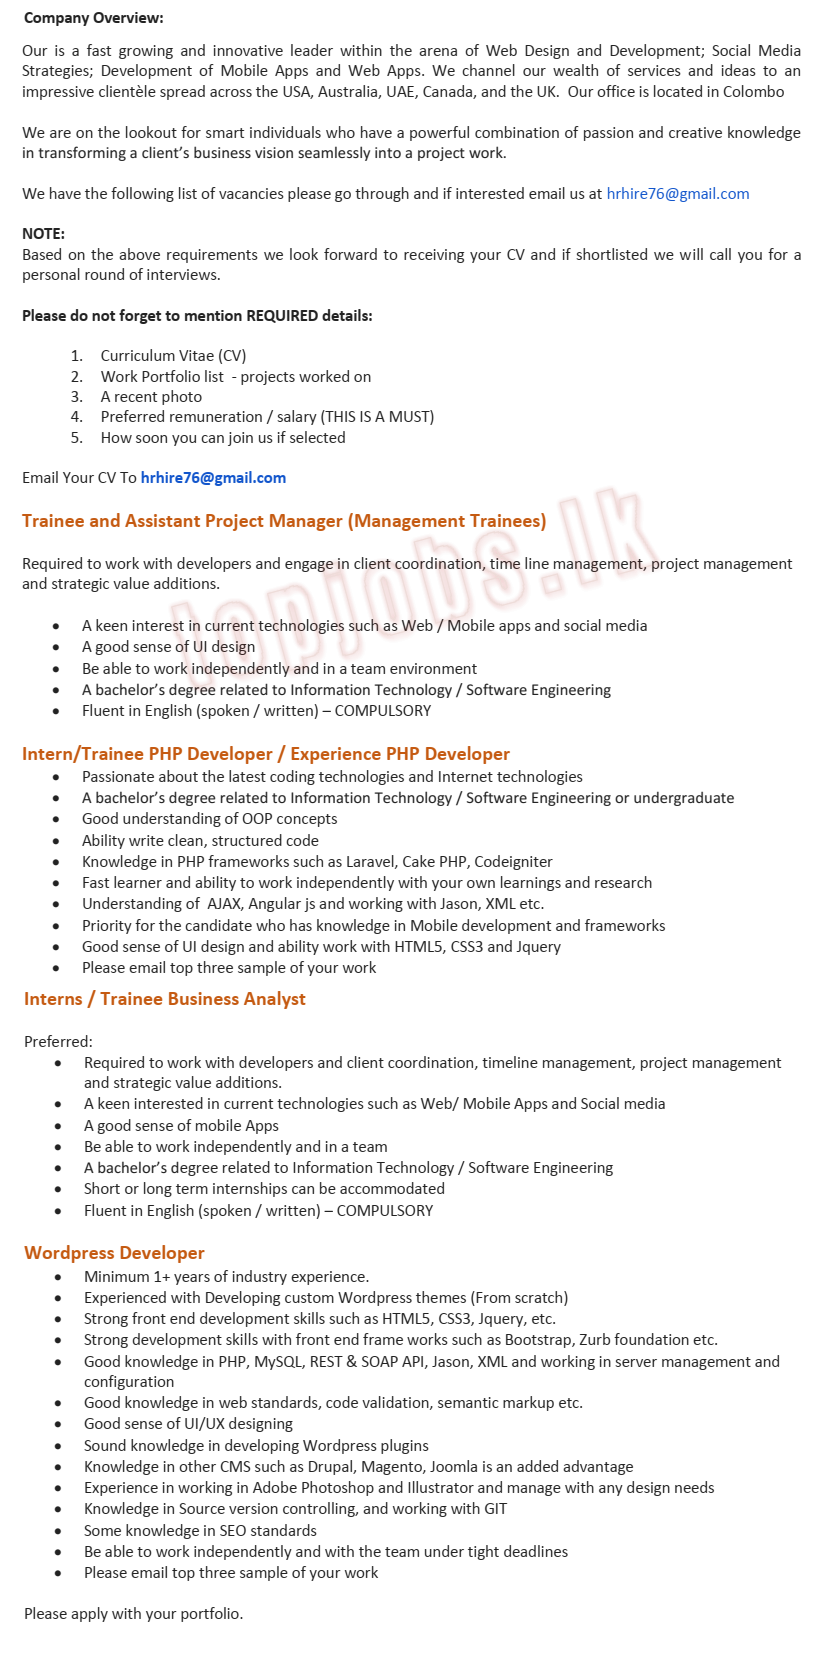 Company Overview:
Our is a fast growing and innovative leader within the arena of Web Design and Development; Social Media
Strategies; Development of Mobile Apps and Web Apps. We channel our wealth of services and ideas to an
impressive clientèle spread across the USA, Australia, UAE, Canada, and the UK.  Our office is located in Colombo
We are on the lookout for smart individuals who have a powerful combination of passion and creative knowledge
in transforming a client's business vision seamlessly into a project work.
We have the following list of vacancies please go through and if interested email us at hrhire76@gmail.com
NOTE:
Based on the above requirements we look forward to receiving your CV and if shortlisted we will call you for a
personal round of interviews.
Please do not forget to mention REQUIRED details:
1. Curriculum Vitae (CV)
2. Work Portfolio list  - projects worked on
3. A recent photo
4. Preferred remuneration / salary (THIS IS A MUST)
5. How soon you can join us if selected
Email Your CV To hrhire76@gmail.com
Trainee and Assistant Project Manager (Management Trainees)
Required to work with developers and engage in client coordination, time line management, project management
and strategic value additions.
• A keen interest in current technologies such as Web / Mobile apps and social media
• A good sense of UI design
• Be able to work independently and in a team environment
• A bachelor's degree related to Information Technology / Software Engineering
• Fluent in English (spoken / written) – COMPULSORY
topjobs.lk
Intern/Trainee PHP Developer / Experience PHP Developer
• Passionate about the latest coding technologies and Internet technologies
• A bachelor's degree related to Information Technology / Software Engineering or undergraduate
• Good understanding of OOP concepts
• Ability write clean, structured code
• Knowledge in PHP frameworks such as Laravel, Cake PHP, Codeigniter
• Fast learner and ability to work independently with your own learnings and research
• Understanding of  AJAX, Angular js and working with Jason, XML etc.
• Priority for the candidate who has knowledge in Mobile development and frameworks
• Good sense of UI design and ability work with HTML5, CSS3 and Jquery
• Please email top three sample of your work
Interns / Trainee Business Analyst
Preferred:
• Required to work with developers and client coordination, timeline management, project management
and strategic value additions.
• A keen interested in current technologies such as Web/ Mobile Apps and Social media
• A good sense of mobile Apps
• Be able to work independently and in a team
• A bachelor's degree related to Information Technology / Software Engineering
• Short or long term internships can be accommodated
• Fluent in English (spoken / written) – COMPULSORY
Wordpress Developer
• Minimum 1+ years of industry experience.
• Experienced with Developing custom Wordpress themes (From scratch)
• Strong front end development skills such as HTML5, CSS3, Jquery, etc.
• Strong development skills with front end frame works such as Bootstrap, Zurb foundation etc.
• Good knowledge in PHP, MySQL, REST & SOAP API, Jason, XML and working in server management and
configuration
• Good knowledge in web standards, code validation, semantic markup etc.
• Good sense of UI/UX designing
• Sound knowledge in developing Wordpress plugins
• Knowledge in other CMS such as Drupal, Magento, Joomla is an added advantage
• Experience in working in Adobe Photoshop and Illustrator and manage with any design needs
• Knowledge in Source version controlling, and working with GIT
• Some knowledge in SEO standards
• Be able to work independently and with the team under tight deadlines
• Please email top three sample of your work
Please apply with your portfolio.